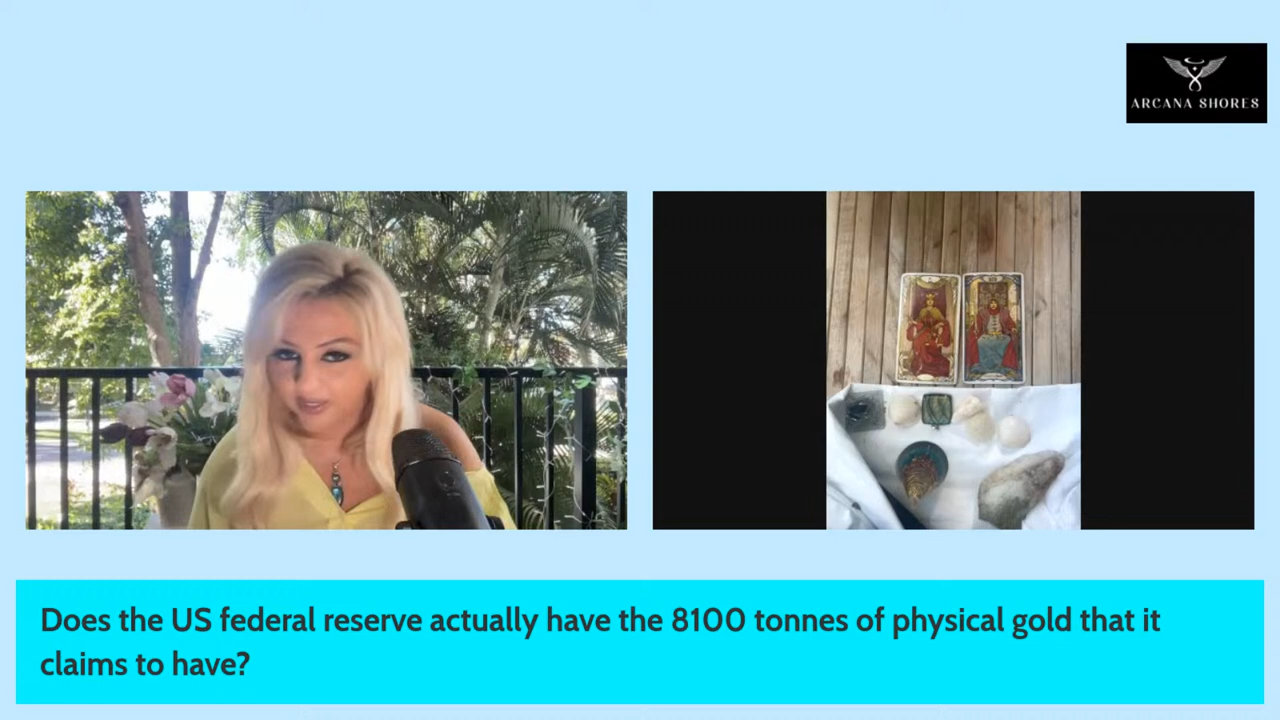 ARCANA SHORES
Does the US federal reserve actually have the 8100 tonnes of physical gold that it
claims to have?